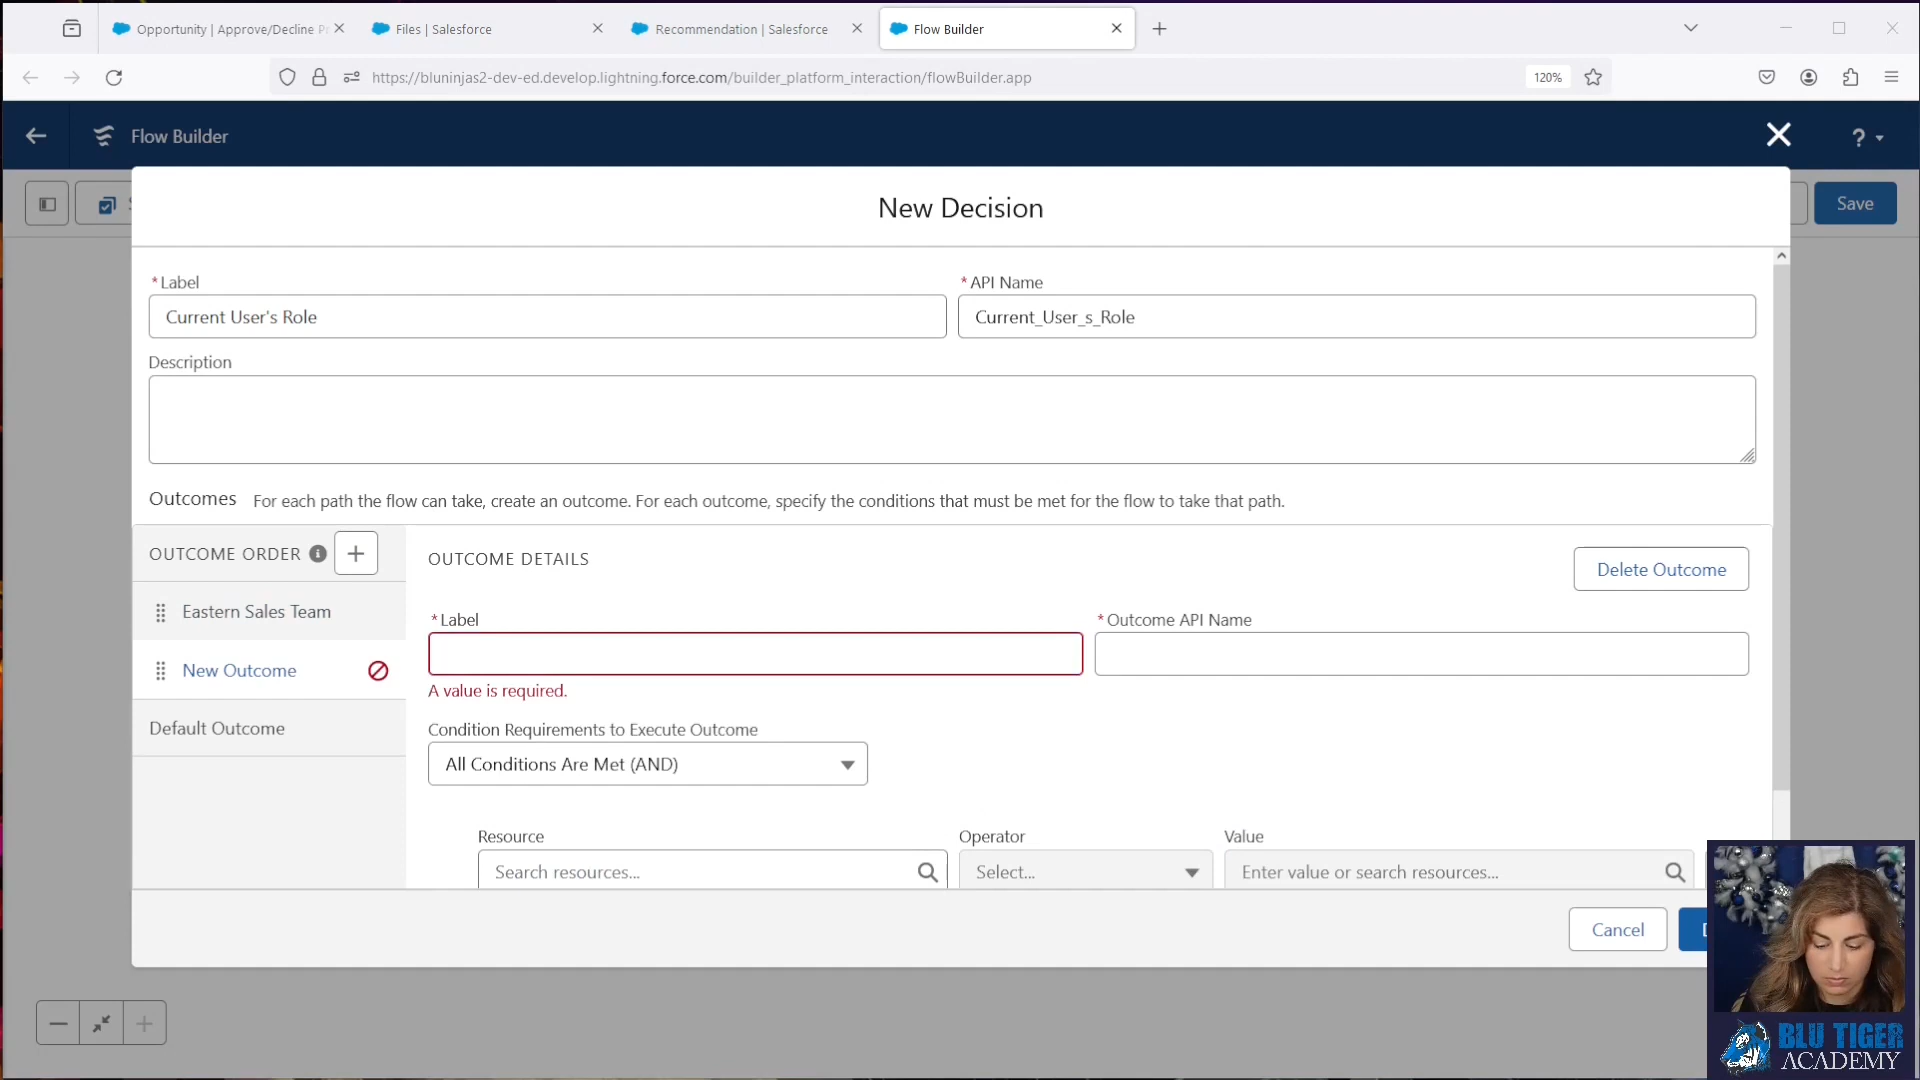 Opportunity | Approve/Decline Pr
Files | Salesforce
Recommendation | Salesforce
Flow Builder
https://bluninjas2-dev-ed.develop.lightning.force.com/builder_platform_interaction/flowBuilder.app
120%
Flow Builder
?
Save
New Decision
*Label
*API Name
Current User's Role
Current_User_s_Role
Description
Outcomes For each path the flow can take, create an outcome. For each outcome, specify the conditions that must be met for the flow to take that path.
OUTCOME ORDER
OUTCOME DETAILS
Delete Outcome
Eastern Sales Team
*Label
*Outcome API Name
New Outcome
A value is required.
Default Outcome
Condition Requirements to Execute Outcome
All Conditions Are Met (AND)
Resource
Operator
Value
Search resources...
Select...
Enter value or search resources...
Cancel
BLU TIGER
ACADEMY